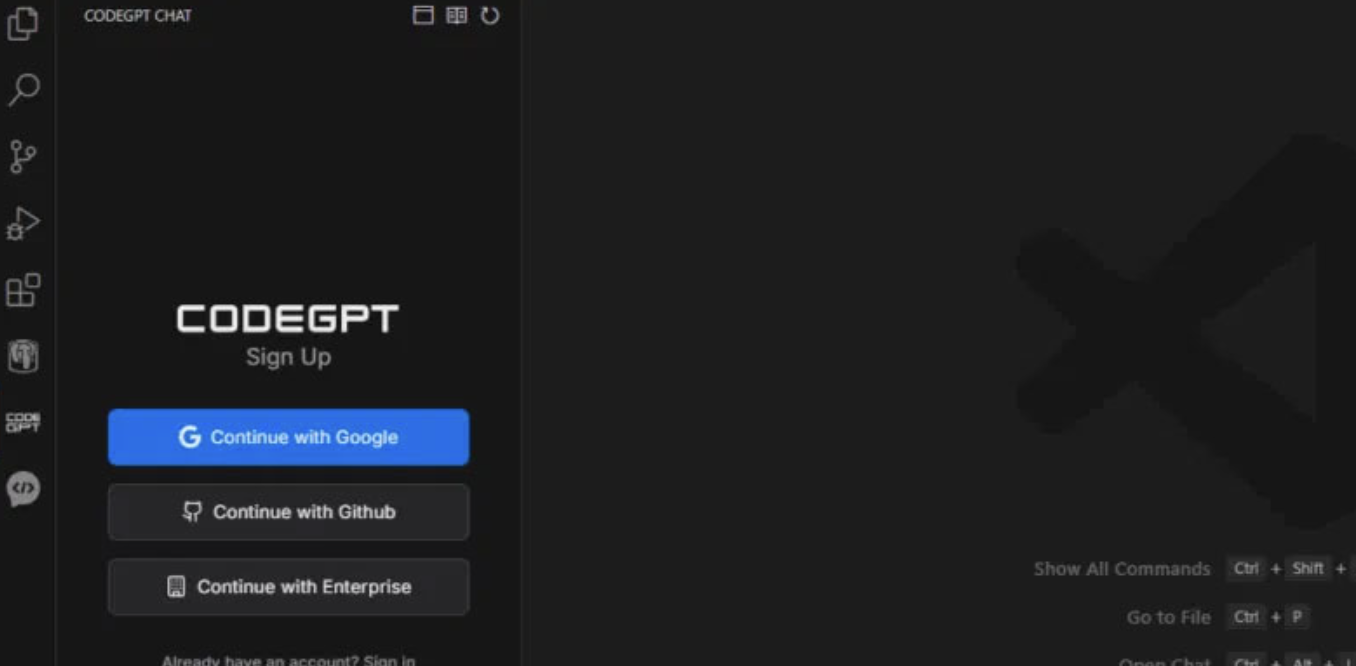 CODEGPT CHAT
CODE
GPT
CODEGPT
Sign Up
G Continue with Google
Continue with Github
Continue with Enterprise
Already have an account? Sign in
Show All Commands Ctrl + Shift +
Go to File Ctrl + P
Open Chat Ctrl + Alt +